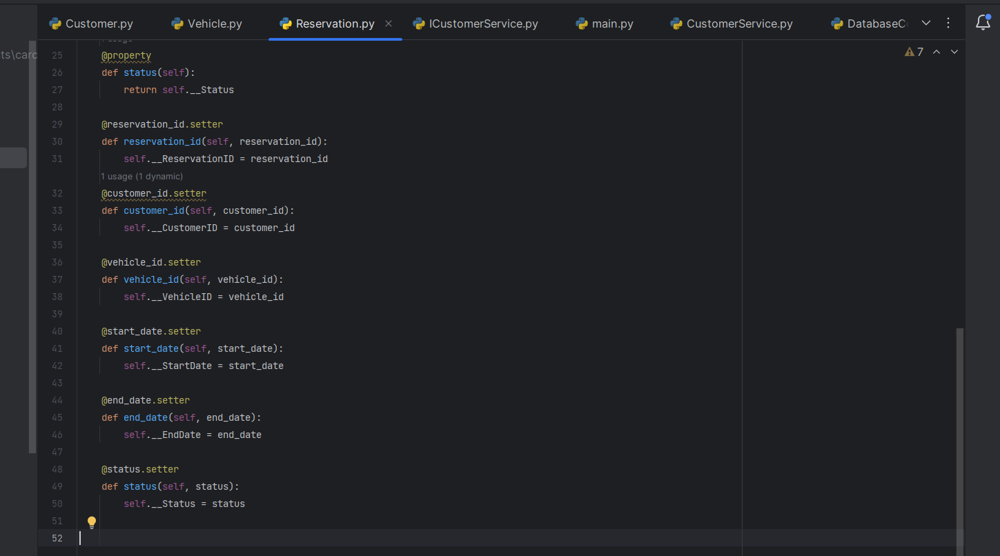 Customer.py Vehicle.py Reservation.py ICustomerService.py main.py CustomerService.py DatabaseC
ts\carc 7
25 @property
26 def status(self):
27 return self.__Status
28
29 @reservation_id.setter
30 def reservation_id(self, reservation_id):
31 self.__ReservationID = reservation_id
1 usage (1 dynamic)
32 @customer_id.setter
33 def customer_id(self, customer_id):
34 self.__CustomerID = customer_id
35
36 @vehicle_id.setter
37 def vehicle_id(self, vehicle_id):
38 self.__VehicleID = vehicle_id
39
40 @start_date.setter
41 def start_date(self, start_date):
42 self.__StartDate = start_date
43
44 @end_date.setter
45 def end_date(self, end_date):
46 self.__EndDate = end_date
47
48 @status.setter
49 def status(self, status):
50 self.__Status = status
51
52